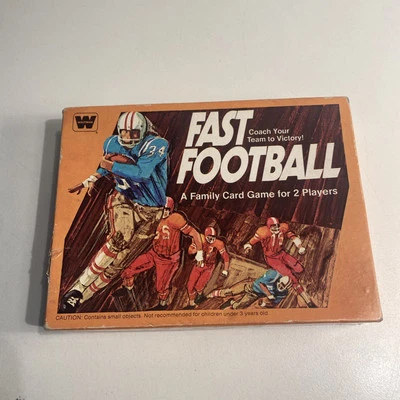 W
FAST
Coach Your
Team to Victory!
FOOTBALL
A Family Card Game for 2 Players
34
CAUTION: Contains small objects. Not recommended for children under 3 years old.